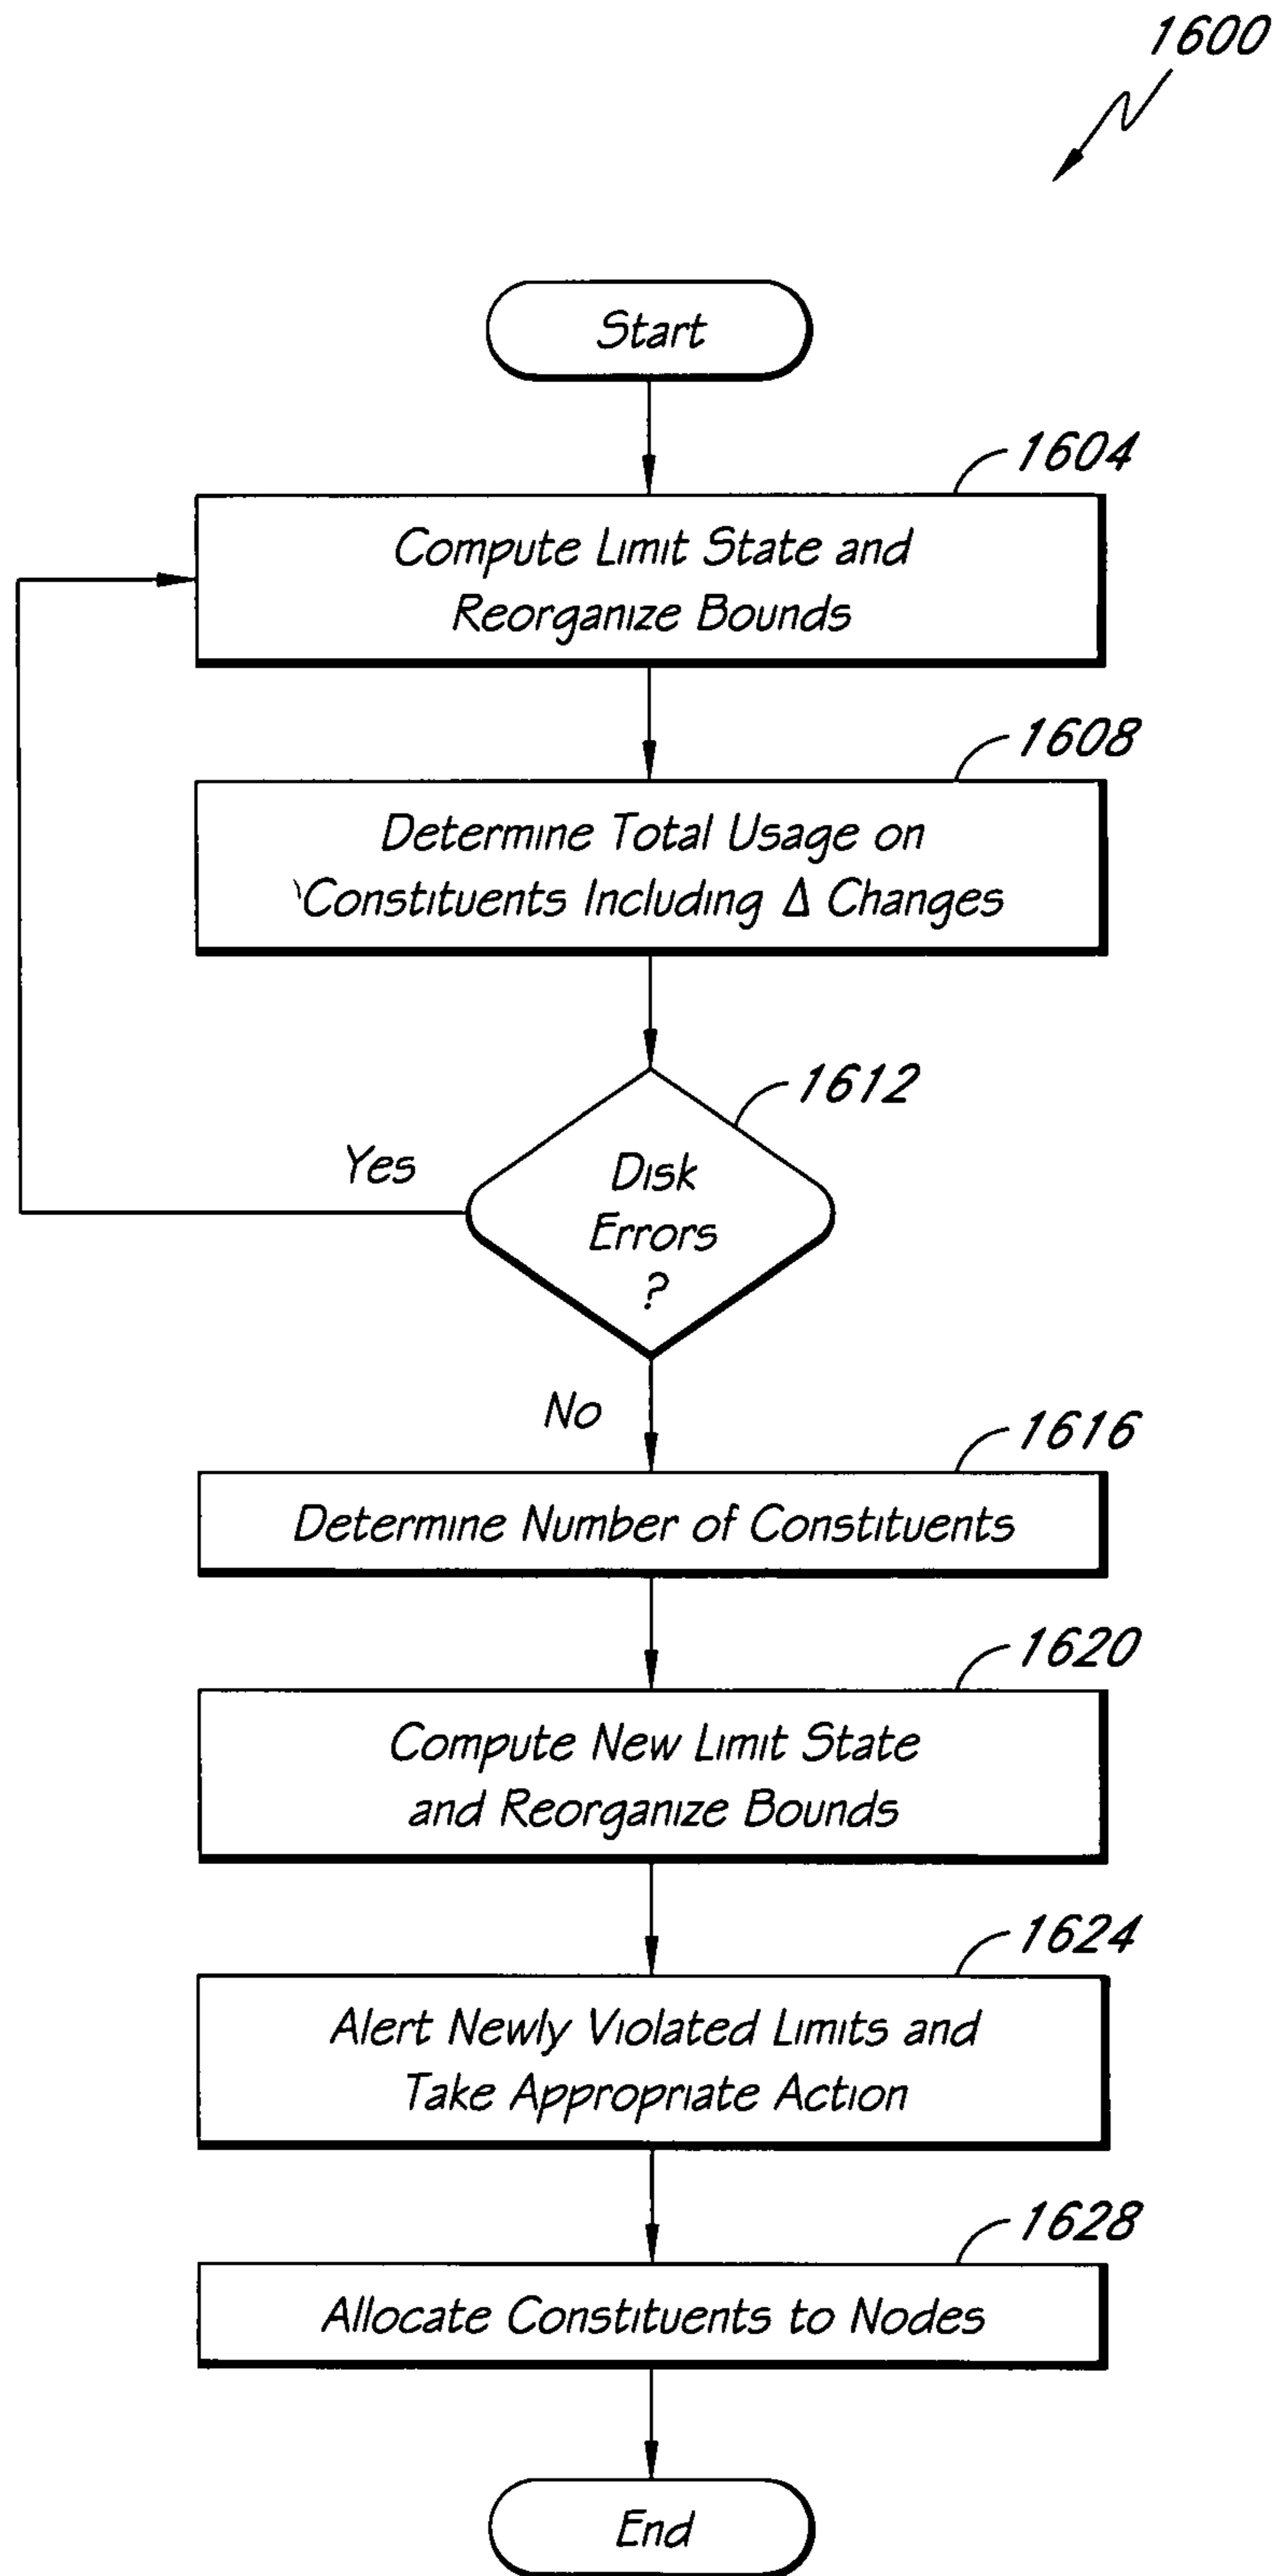 1600
Start
1604
Compute Limit State and
Reorganize Bounds
1608
Determine Total Usage on
Constituents Including Δ Changes
1612
Yes
Disk
Errors
?
No
1616
Determine Number of Constituents
1620
Compute New Limit State
and Reorganize Bounds
1624
Alert Newly Violated Limits and
Take Appropriate Action
1628
Allocate Constituents to Nodes
End